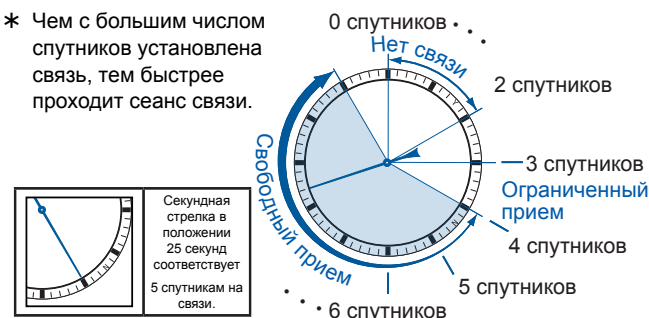 * Чем с большим числом
спутников установлена
связь, тем быстрее
проходит сеанс связи.
0 спутников
Нет связи
2 спутников
3 спутников
Ограниченный
прием
4 спутников
5 спутников
6 спутников
Свободный прием
Секундная
стрелка в
положении
25 секунд
соответствует
5 спутникам на
связи.